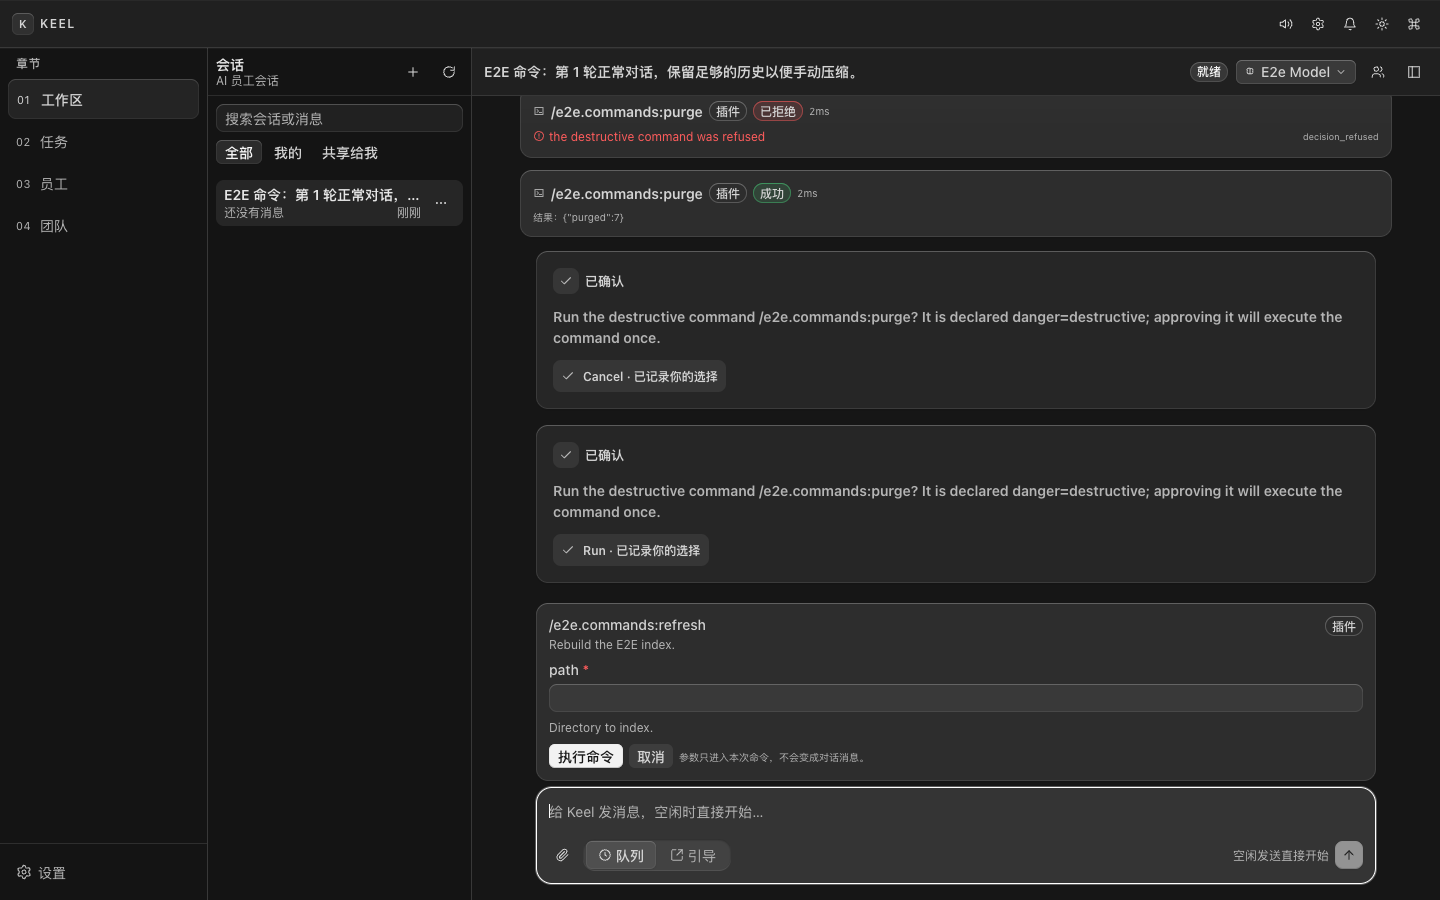 K KEEL
章节
01 工作区
02 任务
03 员工
04 团队
设置
会话
AI 员工会话
搜索会话或消息
全部 我的 共享给我
E2E 命令：第 1 轮正常对话，... ...
还没有消息 刚刚
E2E 命令：第 1 轮正常对话，保留足够的历史以便手动压缩。
就绪 E2e Model
/e2e.commands:purge 插件 已拒绝 2ms
the destructive command was refused decision_refused
/e2e.commands:purge 插件 成功 2ms
结果：{"purged":7}
已确认
Run the destructive command /e2e.commands:purge? It is declared danger=destructive; approving it will execute the
command once.
Cancel · 已记录你的选择
已确认
Run the destructive command /e2e.commands:purge? It is declared danger=destructive; approving it will execute the
command once.
Run · 已记录你的选择
/e2e.commands:refresh 插件
Rebuild the E2E index.
path *
Directory to index.
执行命令 取消 参数只进入本次命令，不会变成对话消息。
给 Keel 发消息，空闲时直接开始...
队列 引导 空闲发送直接开始